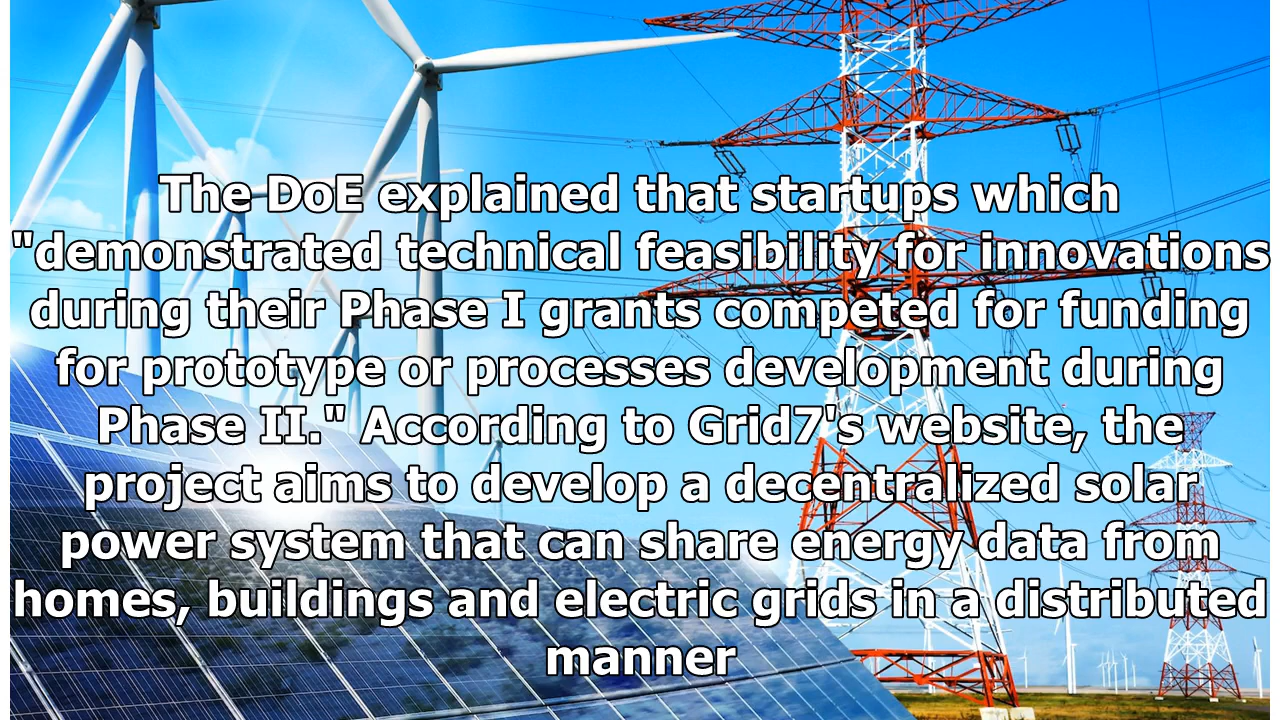 The DoE explained that startups which
"demonstrated technical feasibility for innovations
during their Phase I grants competed for funding
for prototype or processes development during
Phase II." According to Grid7's website, the
project aims to develop a decentralized solar
power system that can share energy data from
homes, buildings and electric grids in a distributed
manner